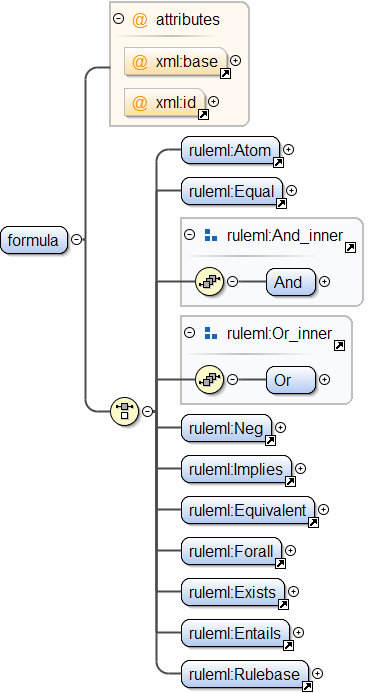 attributes
@ xml:base
@ xml:id
formula
ruleml:Atom
ruleml:Equal
ruleml:And_inner
And
ruleml:Or_inner
Or
ruleml:Neg
ruleml:Implies
ruleml:Equivalent
ruleml:Forall
ruleml:Exists
ruleml:Entails
ruleml:Rulebase